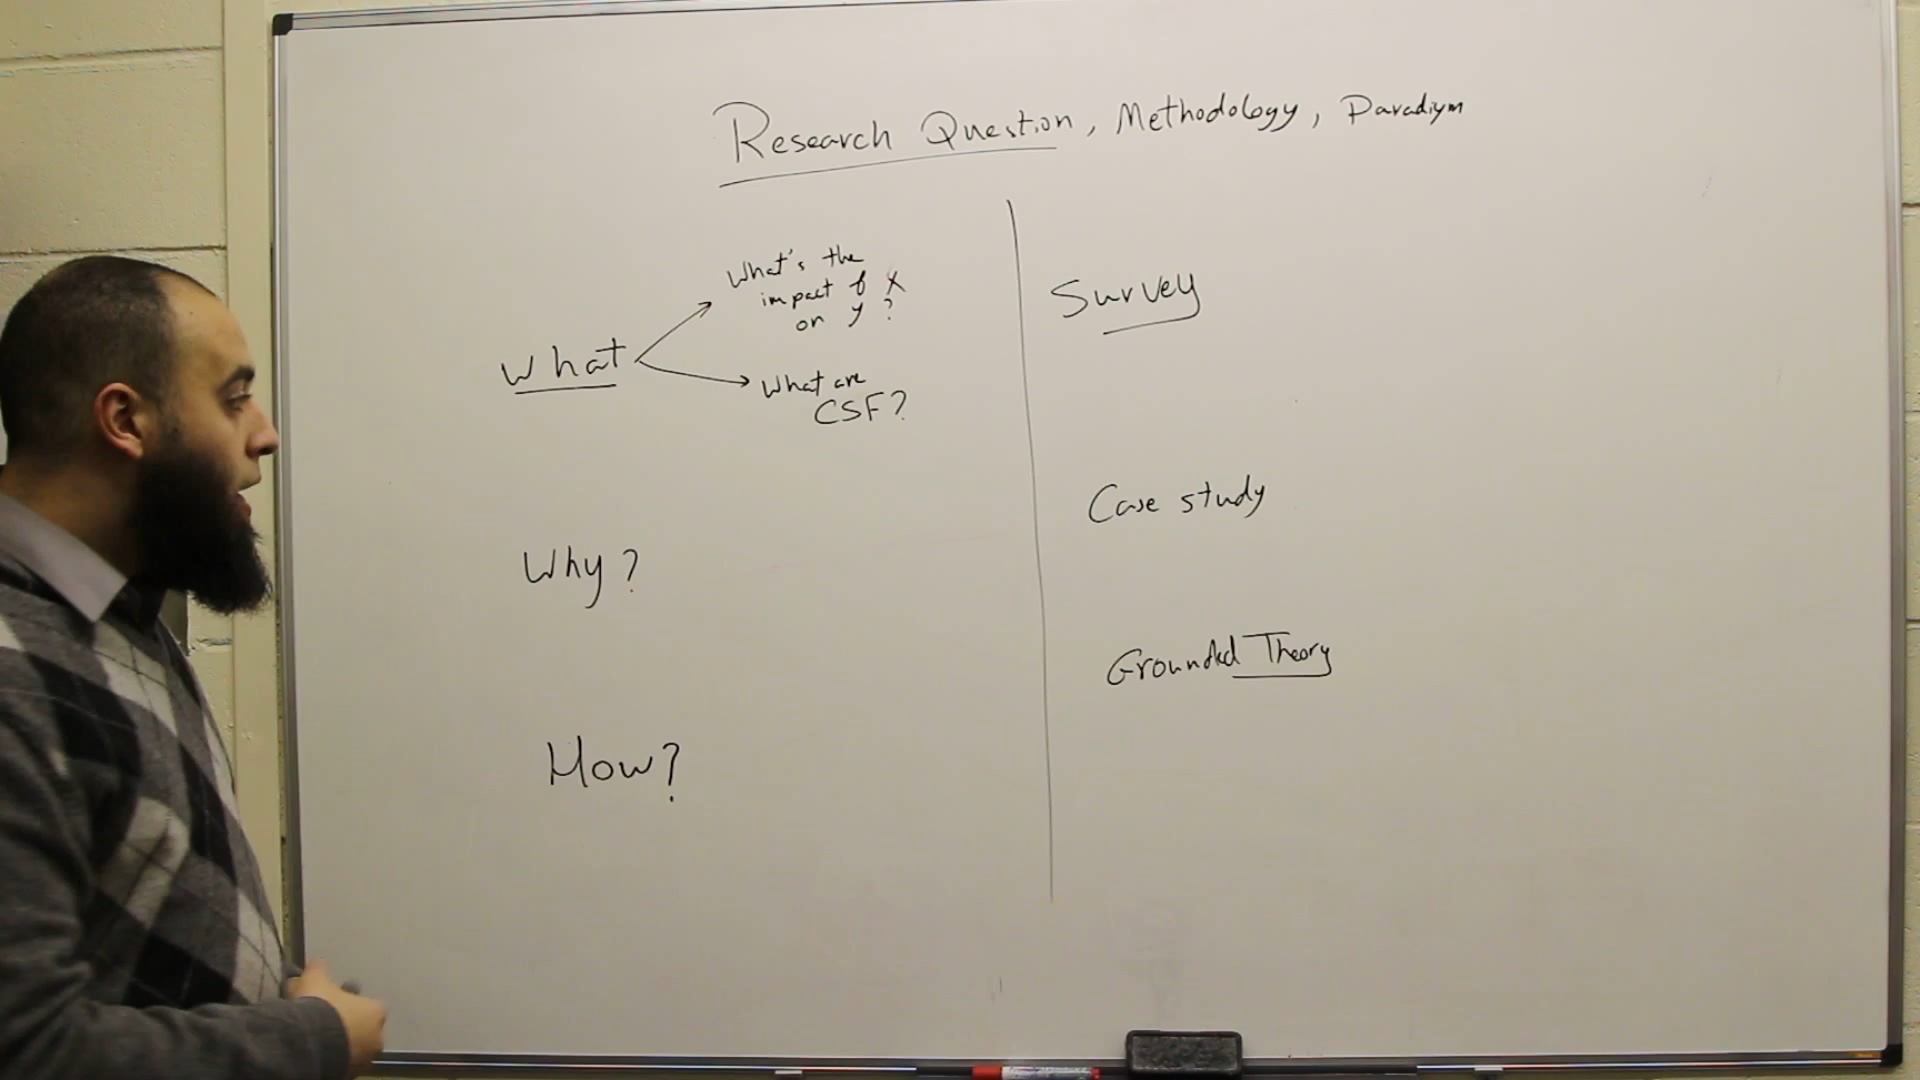 Research Question, Methodology, Paradiym
What's the
impact of X
on y?
What
What are
CSF?
Why?
How?
Survey
Case study
Grounded Theory